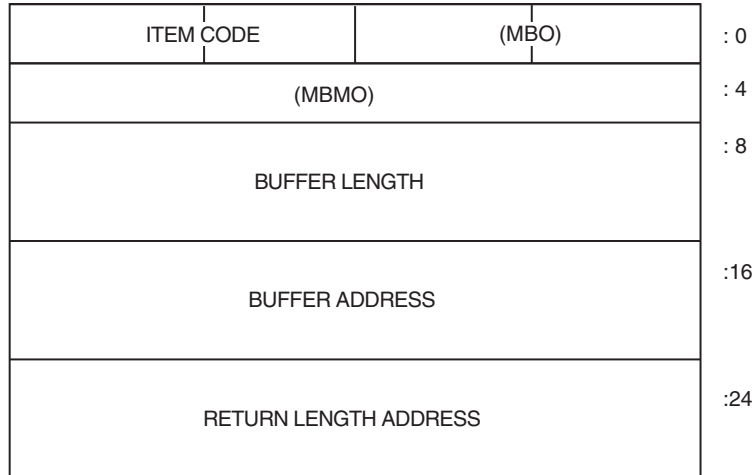 ITEM CODE (MBO) : 0
(MBMO) : 4
: 8
BUFFER LENGTH
:16
BUFFER ADDRESS
:24
RETURN LENGTH ADDRESS